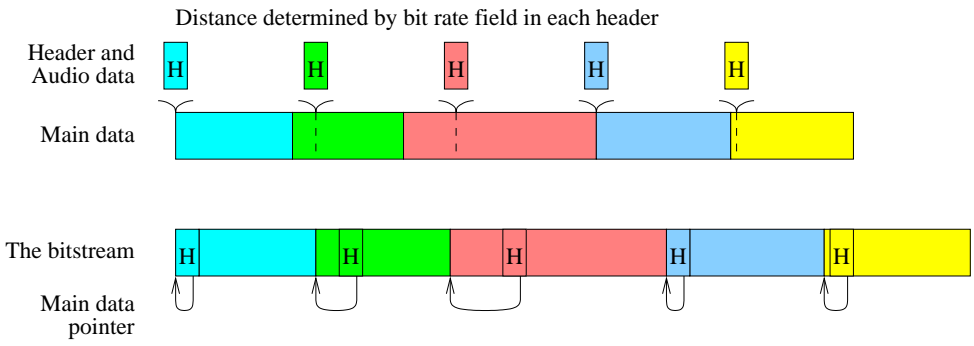 Distance determined by bit rate field in each header
Header and
Audio data
H H H H H
Main data
The bitstream
H H H H H
Main data
pointer